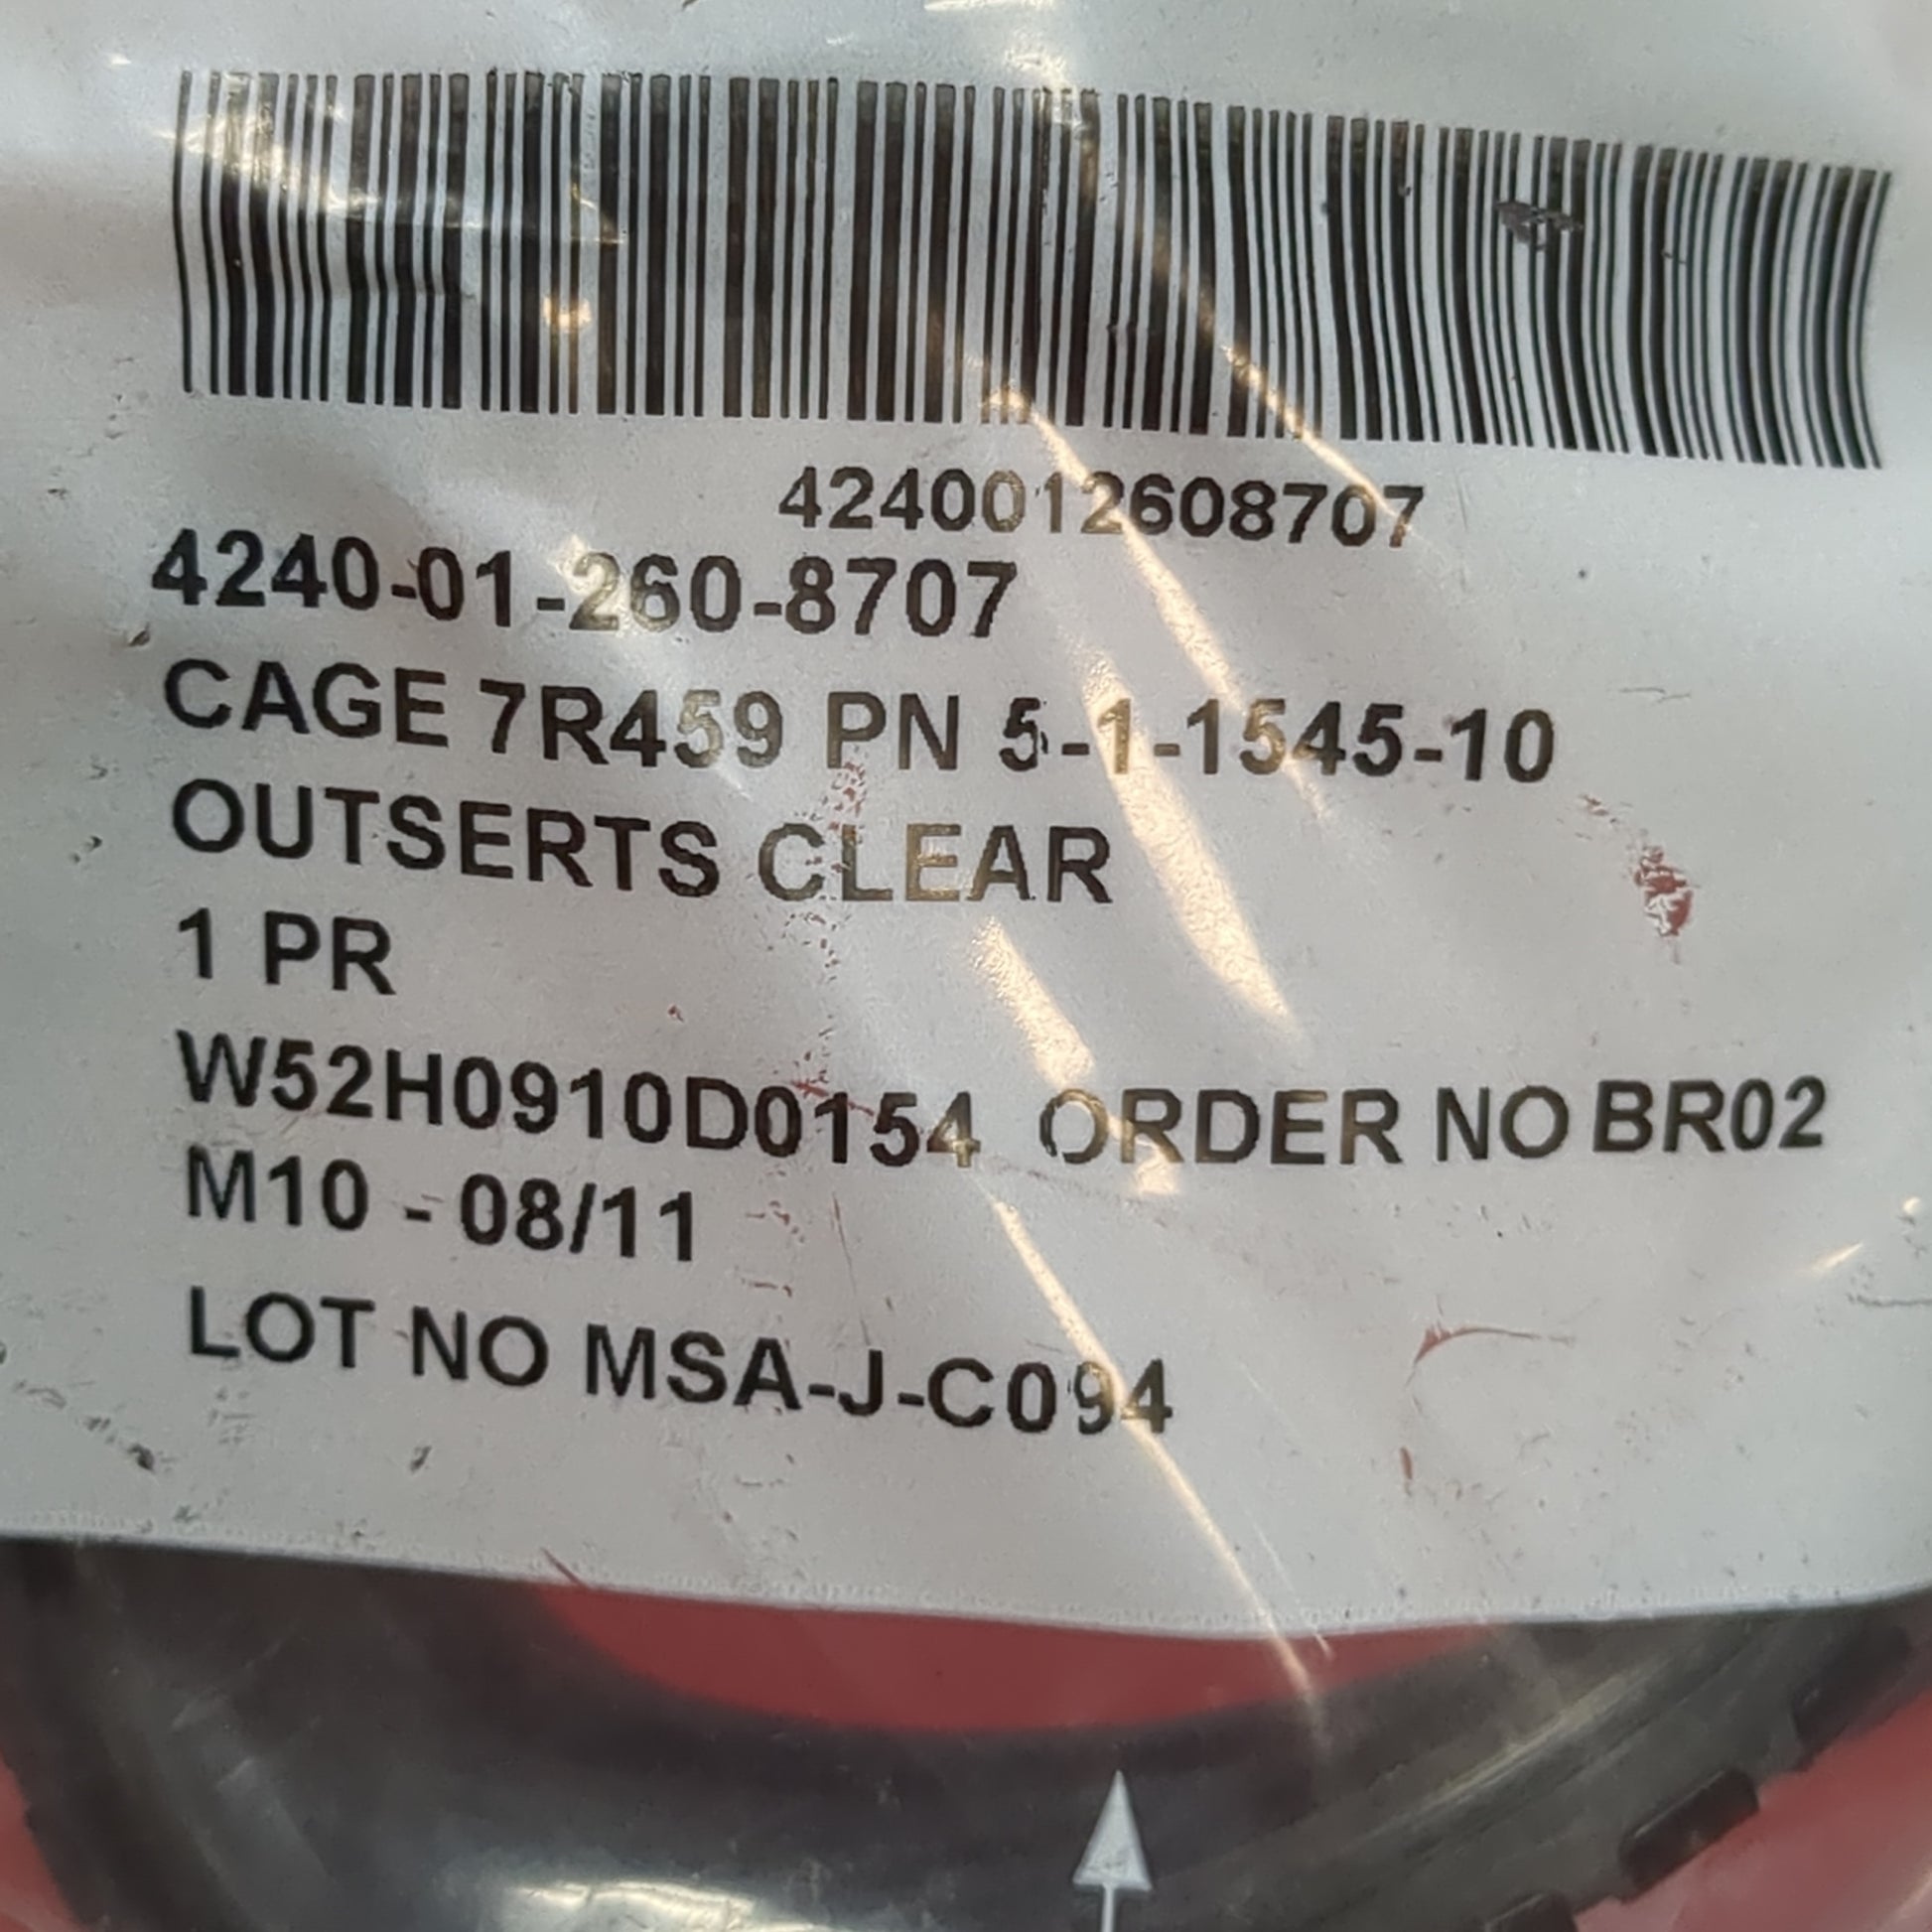 4240012608707
4240-01-260-8707
CAGE 7R459 PN 5-1-1545-10
OUTSERTS CLEAR
1 PR
W52H0910D0154 ORDER NO BR02
M10 - 08/11
LOT NO MSA-J-C094